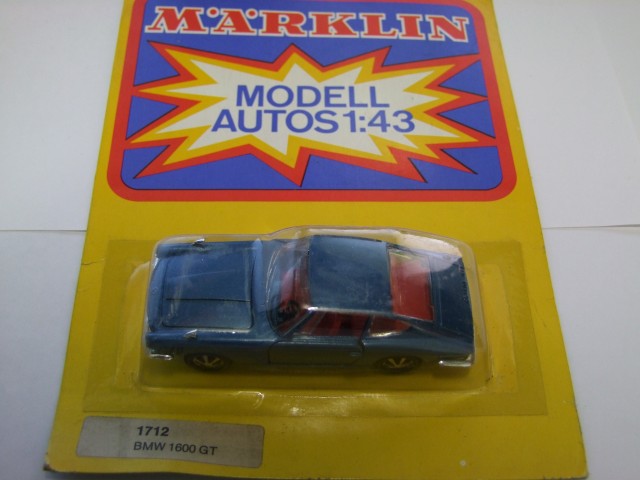 MÄRKLIN
MODELL
AUTOS 1:43
1712
BMW 1600 GT